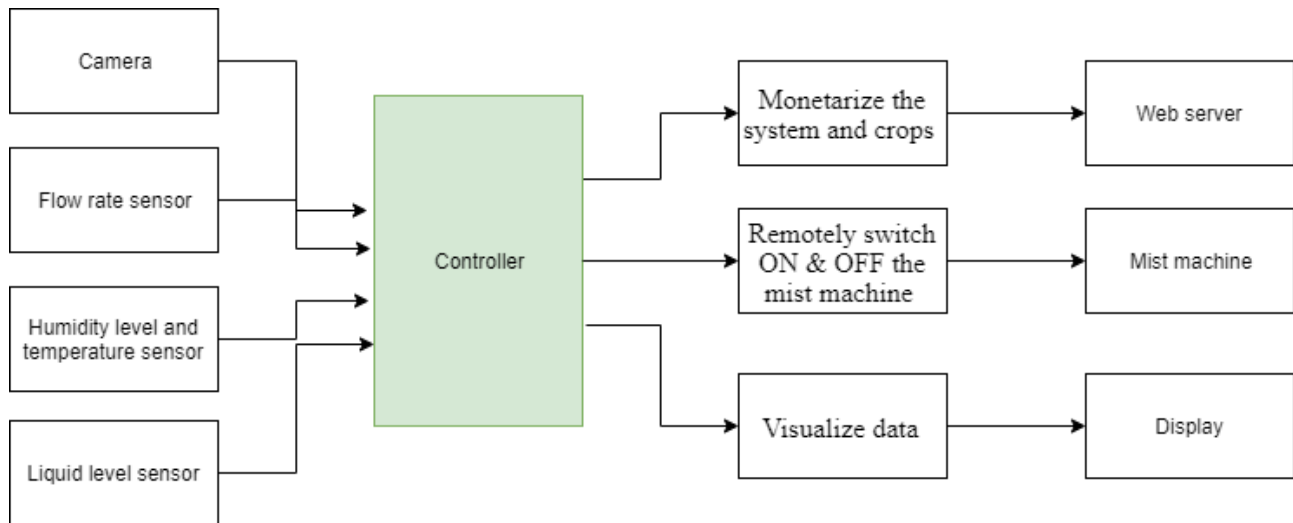 Camera
Flow rate sensor
Humidity level and
temperature sensor
Liquid level sensor
Controller
Monetarize the
system and crops
Remotely switch
ON & OFF the
mist machine
Visualize data
Web server
Mist machine
Display